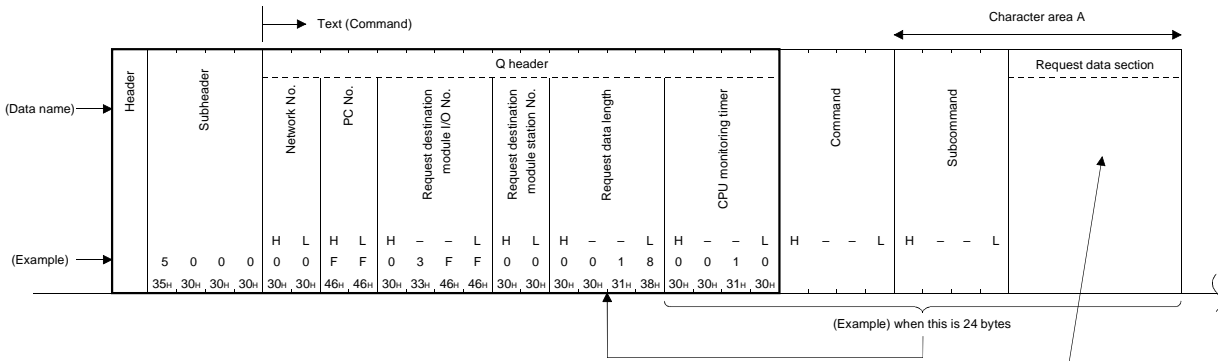 Text (Command)
Character area A
Q header
Request data section
(Data name)
Header
Subheader
Network No.
PC No.
Request destination
module I/O No.
Request destination
module station No.
Request data length
CPU monitoring timer
Command
Subcommand
H L H L H – – L H L H – – L H – – L H – – L H – – L
(Example)
5 0 0 0 0 0 F F 0 3 F F 0 0 0 0 1 8 0 0 1 0
35H 30H 30H 30H 30H 30H 46H 46H 30H 33H 46H 46H 30H 30H 30H 30H 31H 38H 30H 30H 31H 30H
(Example) when this is 24 bytes